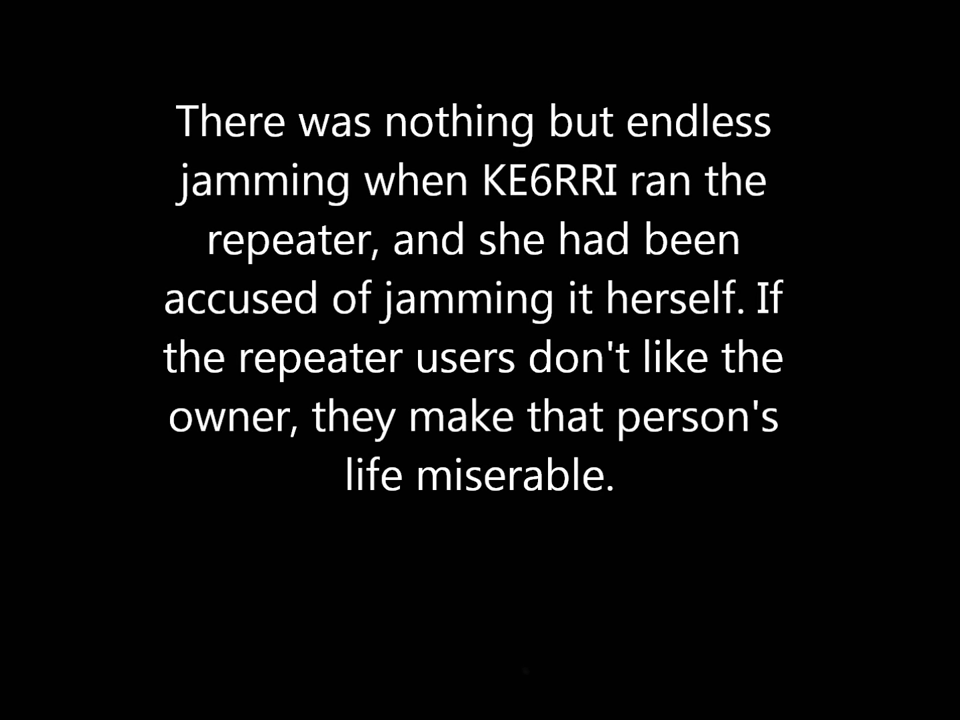 There was nothing but endless
jamming when KE6RRI ran the
repeater, and she had been
accused of jamming it herself. If
the repeater users don't like the
owner, they make that person's
life miserable.